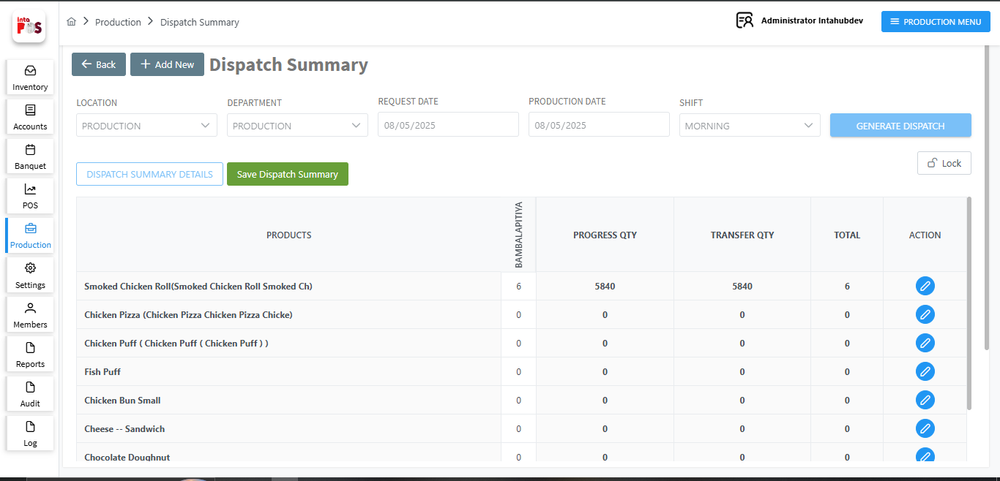 Inta
POS
Production
Dispatch Summary
Administrator Intahubdev
PRODUCTION MENU
Inventory
Accounts
Banquet
POS
Production
Settings
Members
Reports
Audit
Log
Back
Add New
Dispatch Summary
LOCATION
DEPARTMENT
REQUEST DATE
PRODUCTION DATE
SHIFT
PRODUCTION
PRODUCTION
08/05/2025
08/05/2025
MORNING
GENERATE DISPATCH
Lock
DISPATCH SUMMARY DETAILS
Save Dispatch Summary
PRODUCTS BAMBALAPITIYA PROGRESS QTY TRANSFER QTY TOTAL ACTION
Smoked Chicken Roll(Smoked Chicken Roll Smoked Ch) 6 5840 5840 6
Chicken Pizza (Chicken Pizza Chicken Pizza Chicke) 0 0 0 0
Chicken Puff ( Chicken Puff ( Chicken Puff ) ) 0 0 0 0
Fish Puff 0 0 0 0
Chicken Bun Small 0 0 0 0
Cheese -- Sandwich 0 0 0 0
Chocolate Doughnut 0 0 0 0